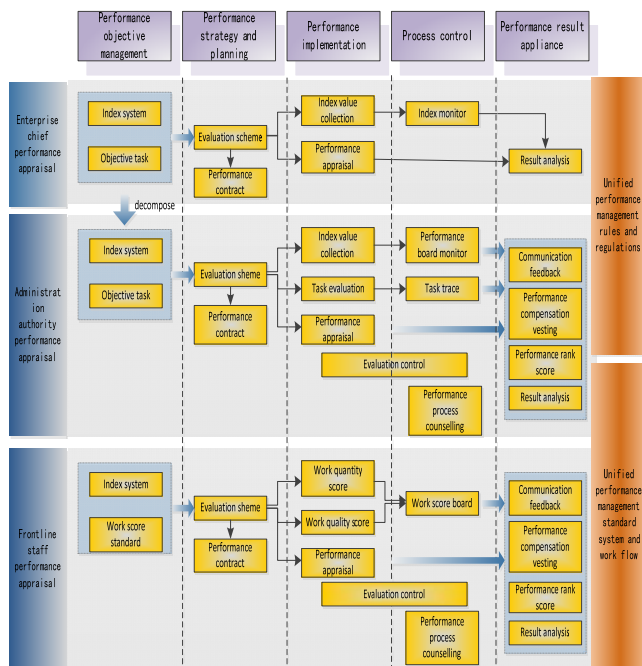 Performance
objective
management
Performance
strategy and
planning
Performance
implementation
Process control
Performance result
appliance
Enterprise
chief
performance
appraisal
Index system
Objective task
Evaluation scheme
Performance
contract
Index value
collection
Performance
appraisal
Index monitor
Result analysis
Unified
performance
management
rules and
regulations
decompose
Administrat
ion
authority
performance
appraisal
Index system
Objective task
Evaluation sheme
Performance
contract
Index value
collection
Task evaluation
Performance
appraisal
Performance
board monitor
Task trace
Evaluation control
Performance
process
counselling
Communication
feedback
Performance
compensation
vesting
Performance rank
score
Result analysis
Frontline
staff
performance
appraisal
Index system
Work score
standard
Evaluation sheme
Performance
contract
Work quantity
score
Work quality score
Performance
appraisal
Work score board
Evaluation control
Performance
process
counselling
Communication
feedback
Performance
compensation
vesting
Performance rank
score
Result analysis
Unified
performance
management
standard
system and
work flow